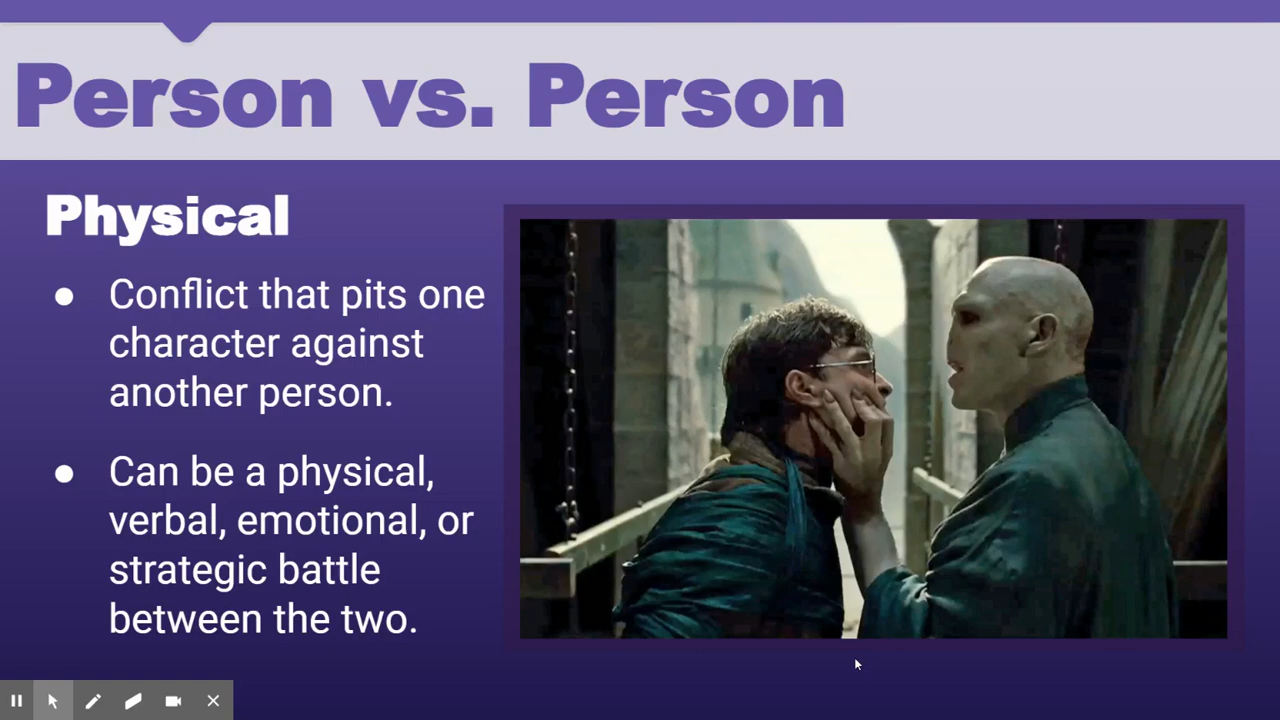 Person vs. Person
Physical
● Conflict that pits one
character against
another person.
● Can be a physical,
verbal, emotional, or
strategic battle
between the two.